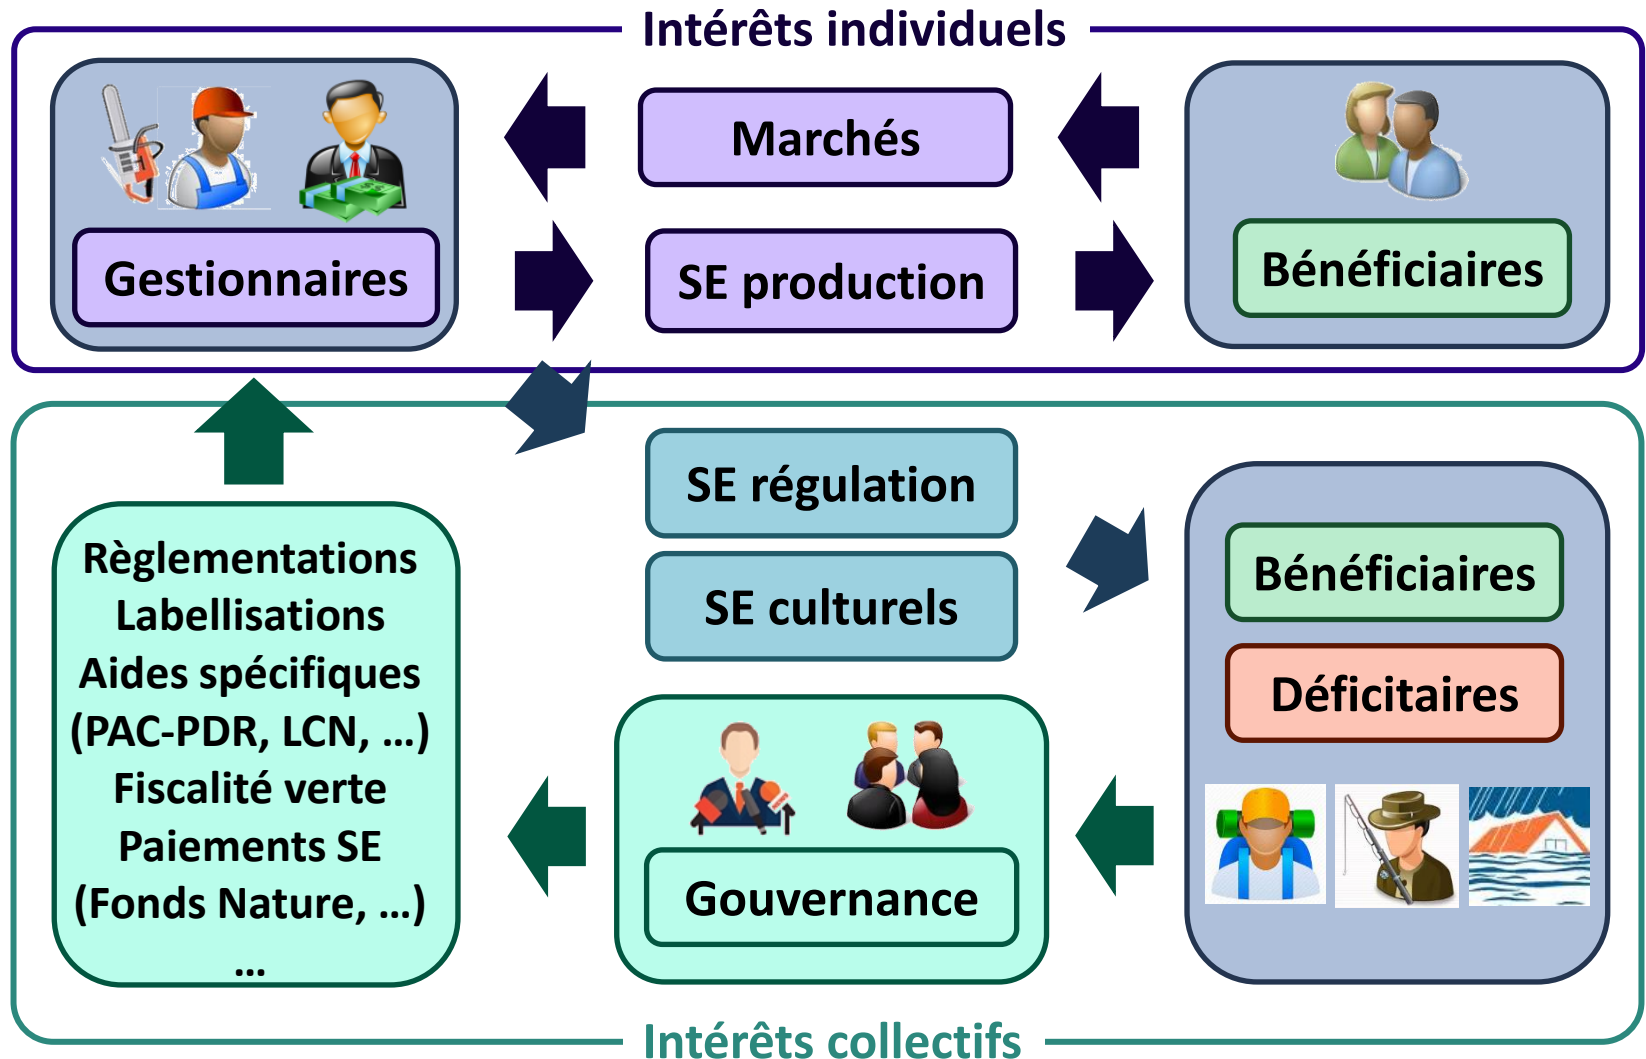 Intérêts individuels
Marchés
Gestionnaires
SE production
Bénéficiaires
SE régulation
SE culturels
Règlementations
Labellisations
Aides spécifiques
(PAC-PDR, LCN, ...)
Fiscalité verte
Paiements SE
(Fonds Nature, ...)
...
Bénéficiaires
Déficitaires
Gouvernance
Intérêts collectifs